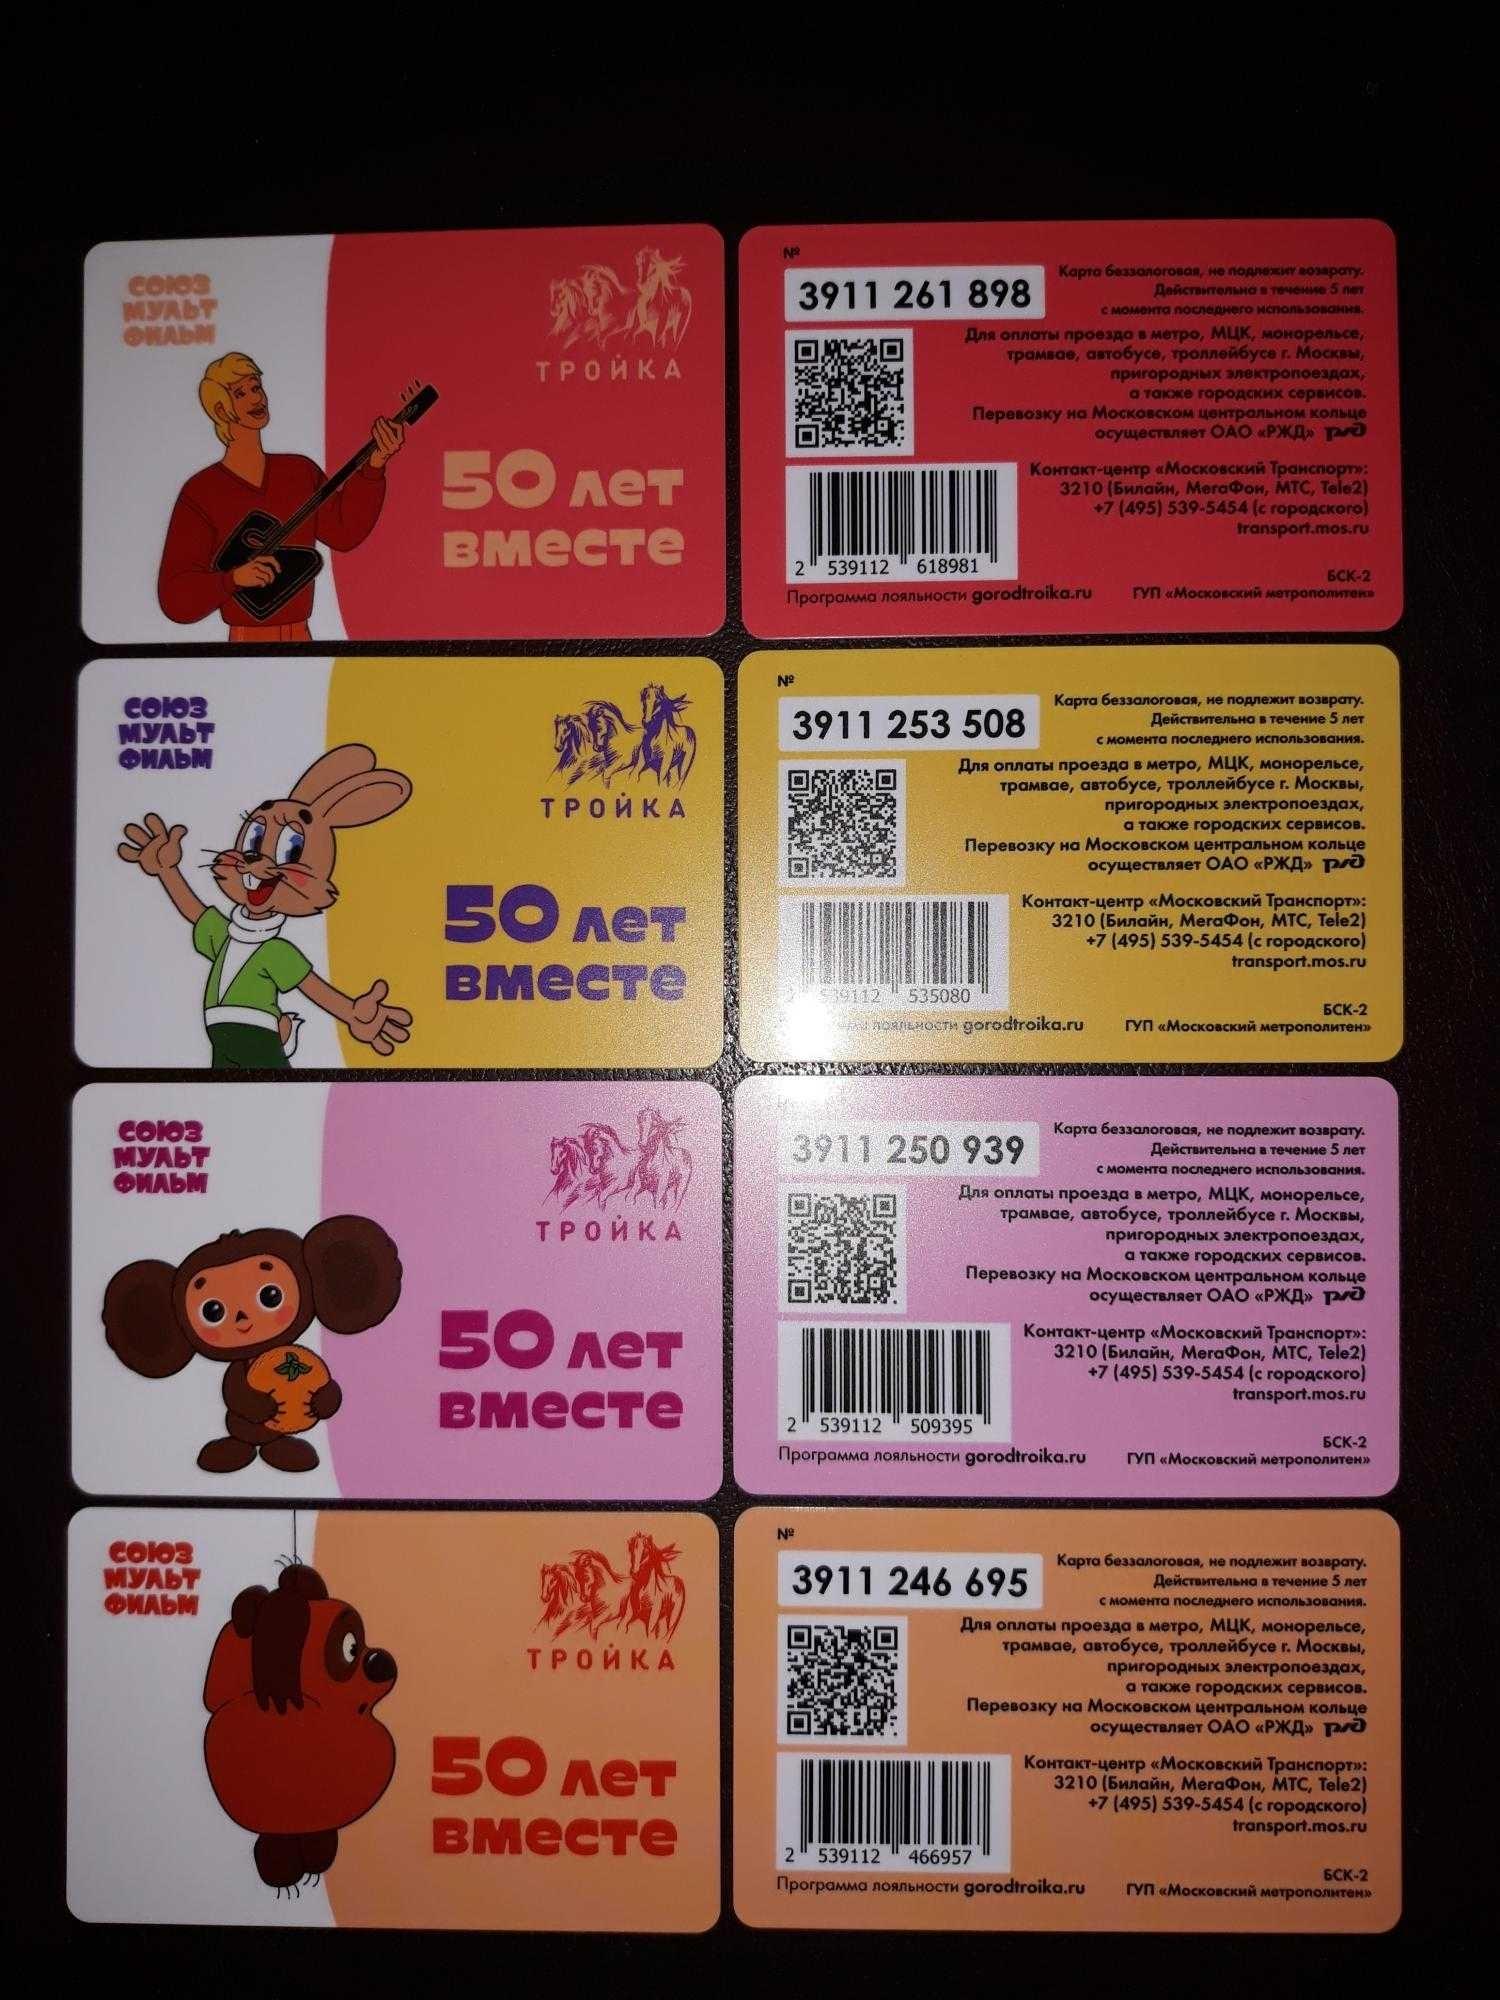 СОЮЗ
МУЛЬТ
ФИЛЬМ
ТРОЙКА
50 лет
вместе
№
3911 261 898
Карта беззалоговая, не подлежит возврату.
Действительна в течение 5 лет
с момента последнего использования.
Для оплаты проезда в метро, МЦК, монорельсе,
трамвае, автобусе, троллейбусе г. Москвы,
пригородных электропоездах,
а также городских сервисов.
Перевозку на Московском центральном кольце
осуществляет ОАО «РЖД» РЖД
Контакт-центр «Московский Транспорт»:
3210 (Билайн, МегаФон, МТС, Tele2)
+7 (495) 539-5454 (с городского)
transport.mos.ru
2 539112 618981
БСК-2
Программа лояльности gorodtroika.ru ГУП «Московский метрополитен»
СОЮЗ
МУЛЬТ
ФИЛЬМ
ТРОЙКА
50 лет
вместе
№
3911 253 508
Карта беззалоговая, не подлежит возврату.
Действительна в течение 5 лет
с момента последнего использования.
Для оплаты проезда в метро, МЦК, монорельсе,
трамвае, автобусе, троллейбусе г. Москвы,
пригородных электропоездах,
а также городских сервисов.
Перевозку на Московском центральном кольце
осуществляет ОАО «РЖД» РЖД
Контакт-центр «Московский Транспорт»:
3210 (Билайн, МегаФон, МТС, Tele2)
+7 (495) 539-5454 (с городского)
transport.mos.ru
2 539112 535080
БСК-2
лояльности gorodtroika.ru ГУП «Московский метрополитен»
СОЮЗ
МУЛЬТ
ФИЛЬМ
ТРОЙКА
50 лет
вместе
3911 250 939
Карта беззалоговая, не подлежит возврату.
Действительна в течение 5 лет
с момента последнего использования.
Для оплаты проезда в метро, МЦК, монорельсе,
трамвае, автобусе, троллейбусе г. Москвы,
пригородных электропоездах,
а также городских сервисов.
Перевозку на Московском центральном кольце
осуществляет ОАО «РЖД» РЖД
Контакт-центр «Московский Транспорт»:
3210 (Билайн, МегаФон, МТС, Tele2)
+7 (495) 539-5454 (с городского)
transport.mos.ru
2 539112 509395
БСК-2
Программа лояльности gorodtroika.ru ГУП «Московский метрополитен»
СОЮЗ
МУЛЬТ
ФИЛЬМ
ТРОЙКА
50 лет
вместе
№
3911 246 695
Карта беззалоговая, не подлежит возврату.
Действительна в течение 5 лет
с момента последнего использования.
Для оплаты проезда в метро, МЦК, монорельсе,
трамвае, автобусе, троллейбусе г. Москвы,
пригородных электропоездах,
а также городских сервисов.
Перевозку на Московском центральном кольце
осуществляет ОАО «РЖД» РЖД
Контакт-центр «Московский Транспорт»:
3210 (Билайн, МегаФон, МТС, Tele2)
+7 (495) 539-5454 (с городского)
transport.mos.ru
2 539112 466957
БСК-2
Программа лояльности gorodtroika.ru ГУП «Московский метрополитен»